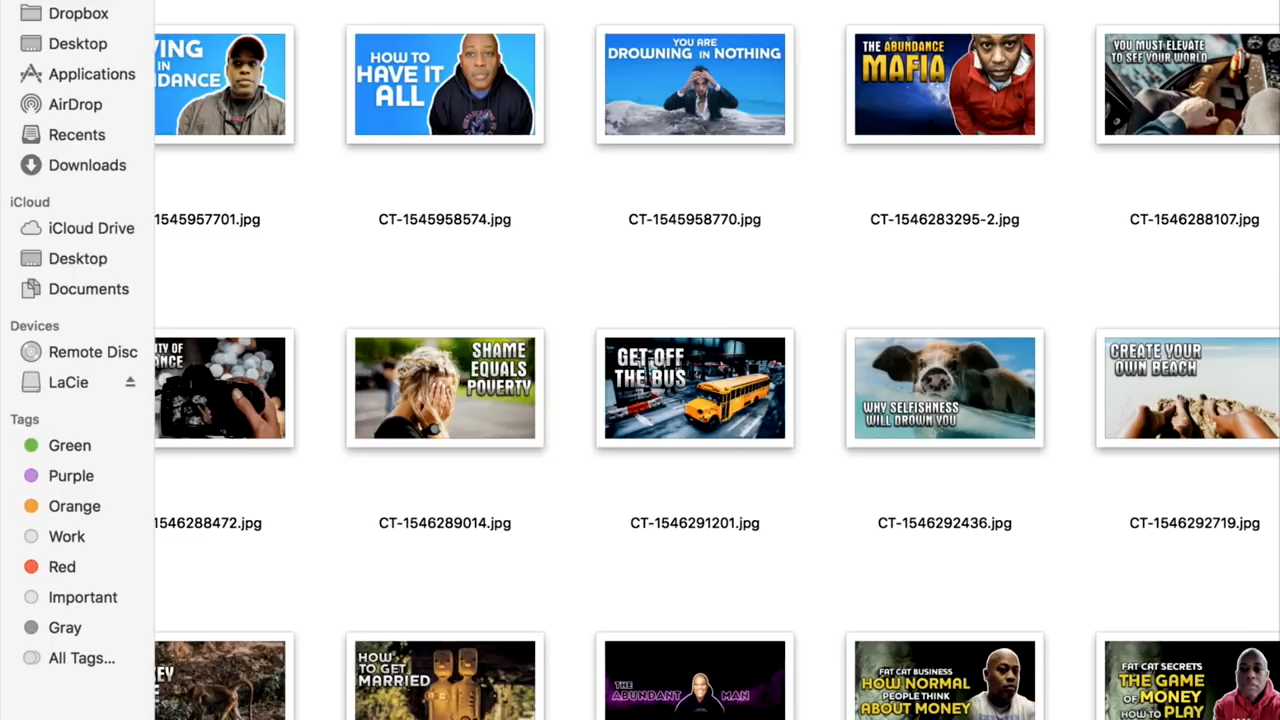 Dropbox
Desktop
Applications
AirDrop
Recents
Downloads
iCloud
iCloud Drive
Desktop
Documents
Devices
Remote Disc
LaCie
Tags
Green
Purple
Orange
Work
Red
Important
Gray
All Tags...
VING
IN
DANCE
HOW TO
HAVE IT
ALL
YOU ARE
DROWNING IN NOTHING
THE ABUNDANCE
MAFIA
YOU MUST ELEVATE
TO SEE YOUR WORLD
1545957701.jpg
CT-1545958574.jpg
CT-1545958770.jpg
CT-1546283295-2.jpg
CT-1546288107.jpg
ITY OF
ANCE
SHAME
EQUALS
POVERTY
GET OFF
THE BUS
WHY SELFISHNESS
WILL DROWN YOU
CREATE YOUR
OWN BEACH
1546288472.jpg
CT-1546289014.jpg
CT-1546291201.jpg
CT-1546292436.jpg
CT-1546292719.jpg
EY
E
HOW
TO GET
MARRIED
THE
ABUNDANT MAN
FAT CAT BUSINESS
HOW NORMAL
PEOPLE THINK
ABOUT MONEY
FAT CAT SECRETS
THE GAME
OF MONEY
HOW TO PLAY